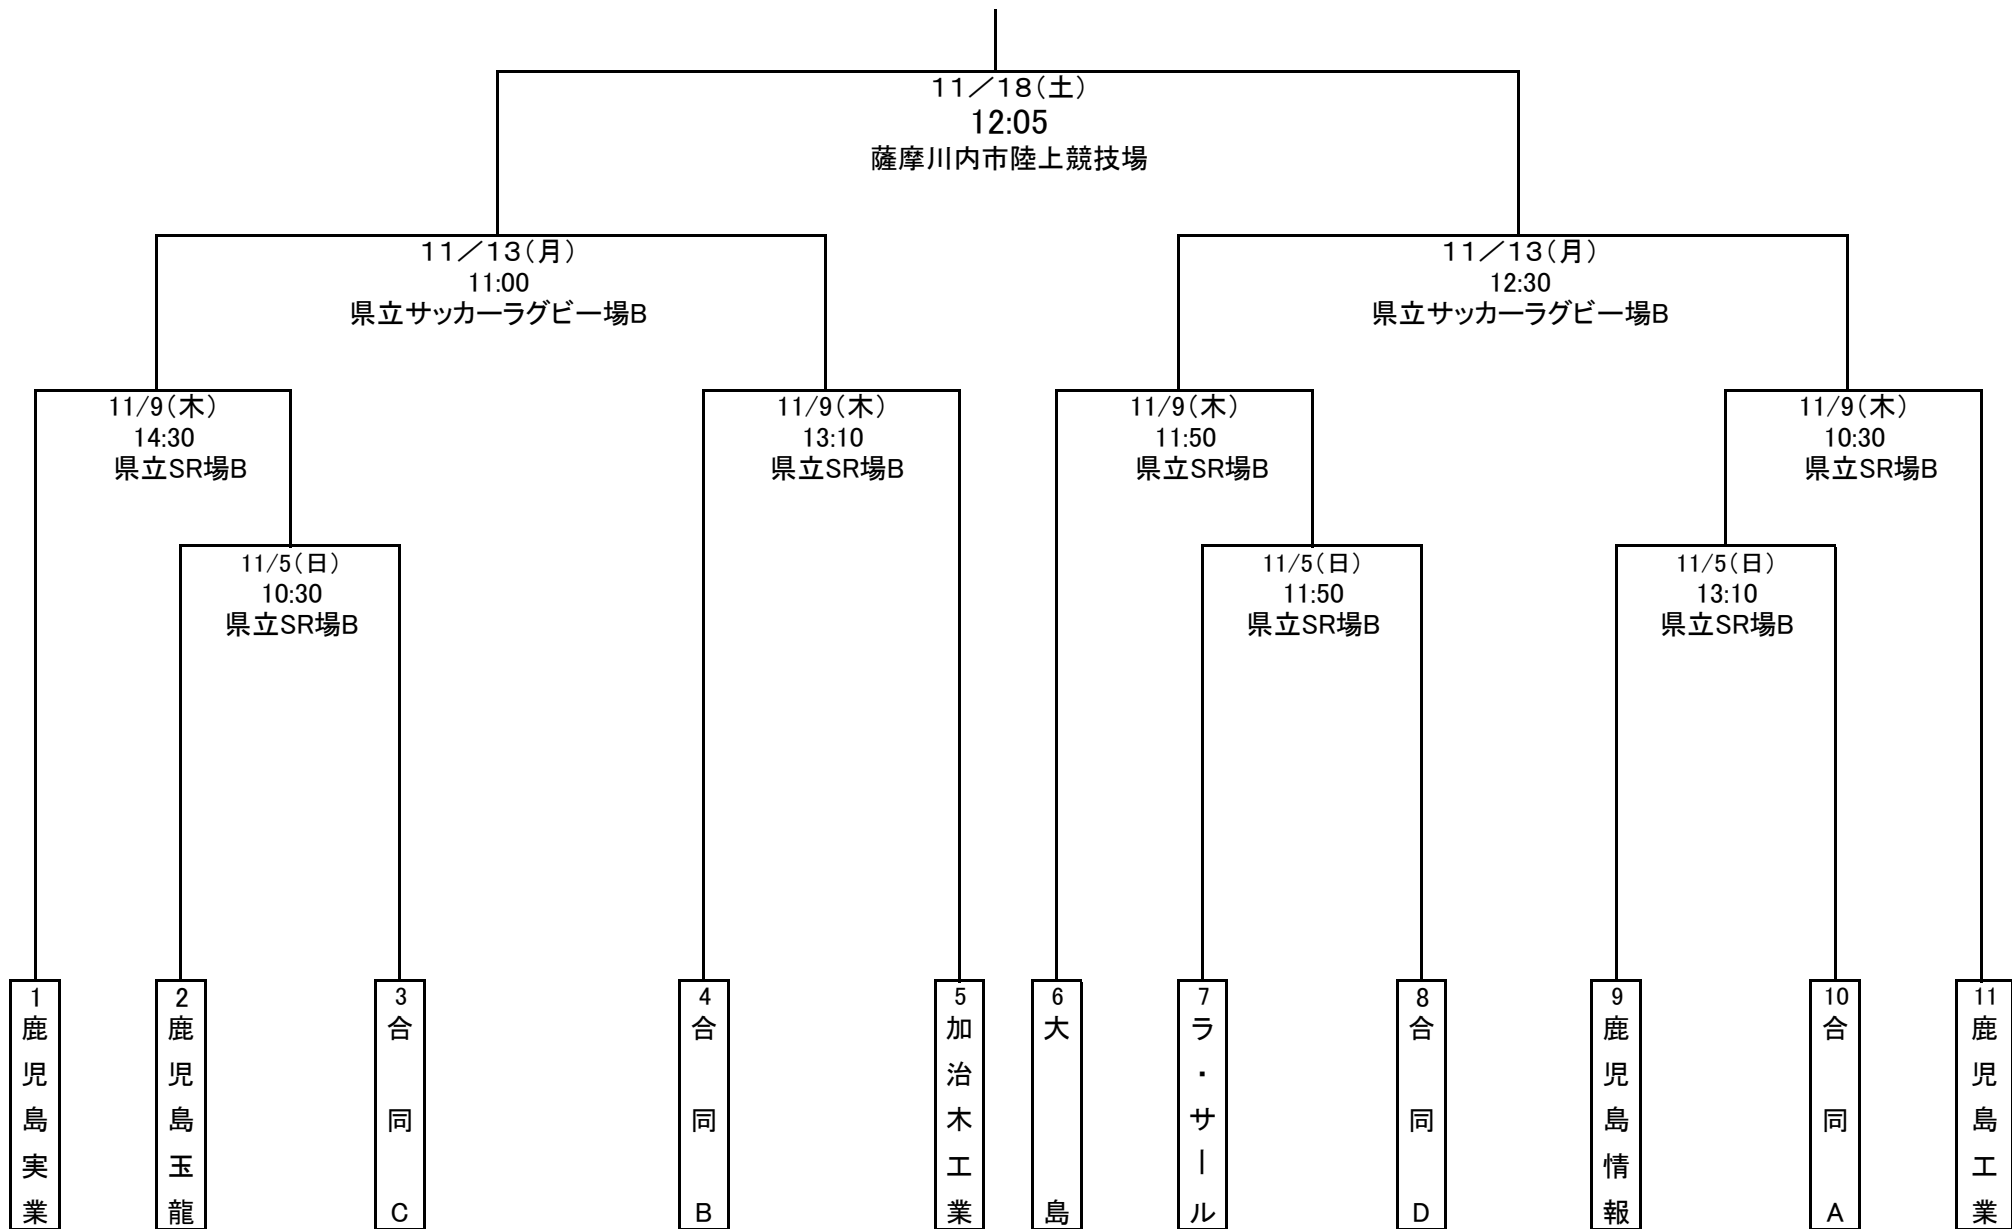 11／18(土)
12:05
薩摩川内市陸上競技場
11／13(月)
11:00
県立サッカーラグビー場B
11／13(月)
12:30
県立サッカーラグビー場B
11/9(木)
14:30
県立SR場B
11/9(木)
13:10
県立SR場B
11/9(木)
11:50
県立SR場B
11/9(木)
10:30
県立SR場B
11/5(日)
10:30
県立SR場B
11/5(日)
11:50
県立SR場B
11/5(日)
13:10
県立SR場B
1
鹿児島実業
2
鹿児島玉龍
3
合同C
4
合同B
5
加治木工業
6
大島
7
ラ・サール
8
合同D
9
鹿児島情報
10
合同A
11
鹿児島工業